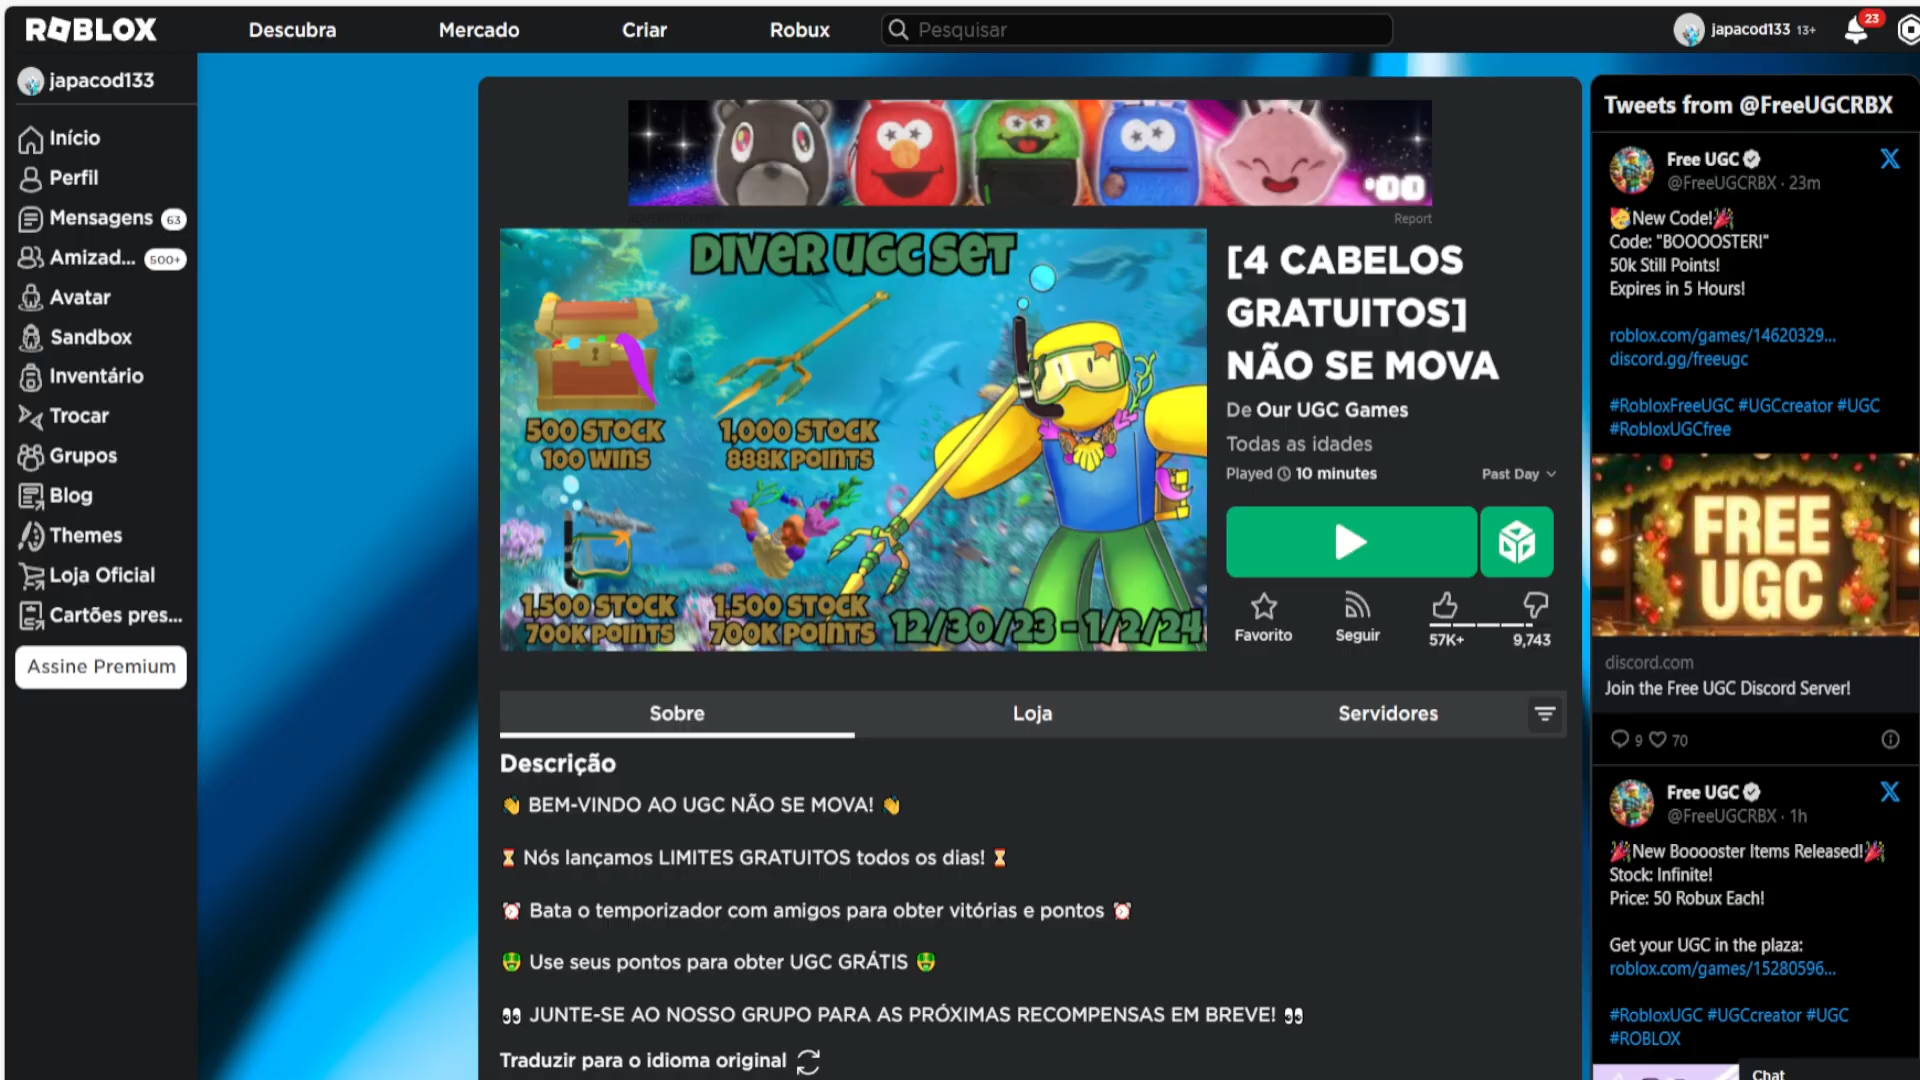 ROBLOX
Descubra
Mercado
Criar
Robux
Pesquisar
japacod133 13+
23
japacod133
Início
Perfil
Mensagens 63
Amizad... 500+
Avatar
Sandbox
Inventário
Trocar
Grupos
Blog
Themes
Loja Oficial
Cartões pres...
Assine Premium
:00
ADVERTISEMENT
Report
DIVER UGC SET
500 STOCK
100 WINS
1,000 STOCK
888K POINTS
1,500 STOCK
700K POINTS
1,500 STOCK
700K POINTS
12/30/23 - 1/2/24
[4 CABELOS
GRATUITOS]
NÃO SE MOVA
De Our UGC Games
Todas as idades
Played 10 minutes
Past Day
Favorito
Seguir
57K+
9,743
Sobre
Loja
Servidores
Descrição
👏 BEM-VINDO AO UGC NÃO SE MOVA! 👏
⌛ Nós lançamos LIMITES GRATUITOS todos os dias! ⌛
⏰ Bata o temporizador com amigos para obter vitórias e pontos ⏰
🤑 Use seus pontos para obter UGC GRÁTIS 🤑
👀 JUNTE-SE AO NOSSO GRUPO PARA AS PRÓXIMAS RECOMPENSAS EM BREVE! 👀
Traduzir para o idioma original
Tweets from @FreeUGCRBX
Free UGC
@FreeUGCRBX · 23m
🥳New Code!🎉
Code: "BOOOOSTER!"
50k Still Points!
Expires in 5 Hours!
roblox.com/games/14620329...
discord.gg/freeugc
#RobloxFreeUGC #UGCcreator #UGC
#RobloxUGCfree
FREE
UGC
discord.com
Join the Free UGC Discord Server!
9 70
Free UGC
@FreeUGCRBX · 1h
🎉New Booooster Items Released!🎉
Stock: Infinite!
Price: 50 Robux Each!
Get your UGC in the plaza:
roblox.com/games/15280596...
#RobloxUGC #UGCcreator #UGC
#ROBLOX
Chat